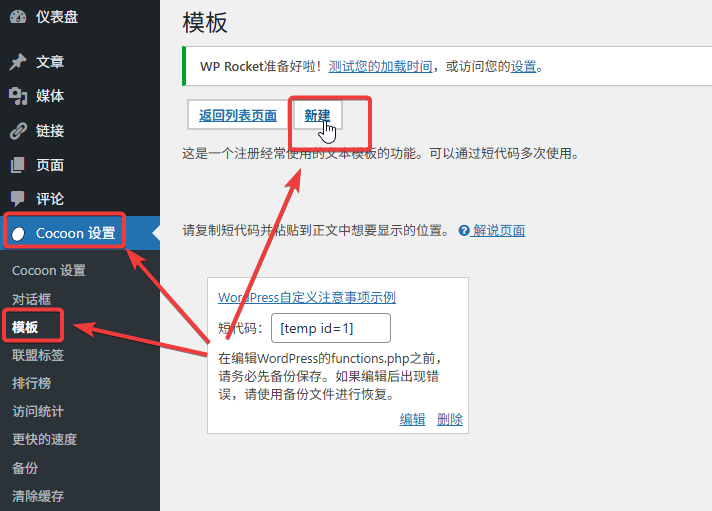 仪表盘
文章
媒体
链接
页面
评论
Cocoon 设置
Cocoon 设置
对话框
模板
联盟标签
排行榜
访问统计
更快的速度
备份
清除缓存
模板
WP Rocket准备好啦！测试您的加载时间，或访问您的设置。
返回列表页面 新建
这是一个注册经常使用的文本模板的功能。可以通过短代码多次使用。
请复制短代码并粘贴到正文中想要显示的位置。 解说页面
WordPress自定义注意事项示例
短代码： [temp id=1]
在编辑WordPress的functions.php之前，
请务必先备份保存。如果编辑后出现错
误，请使用备份文件进行恢复。
编辑 删除